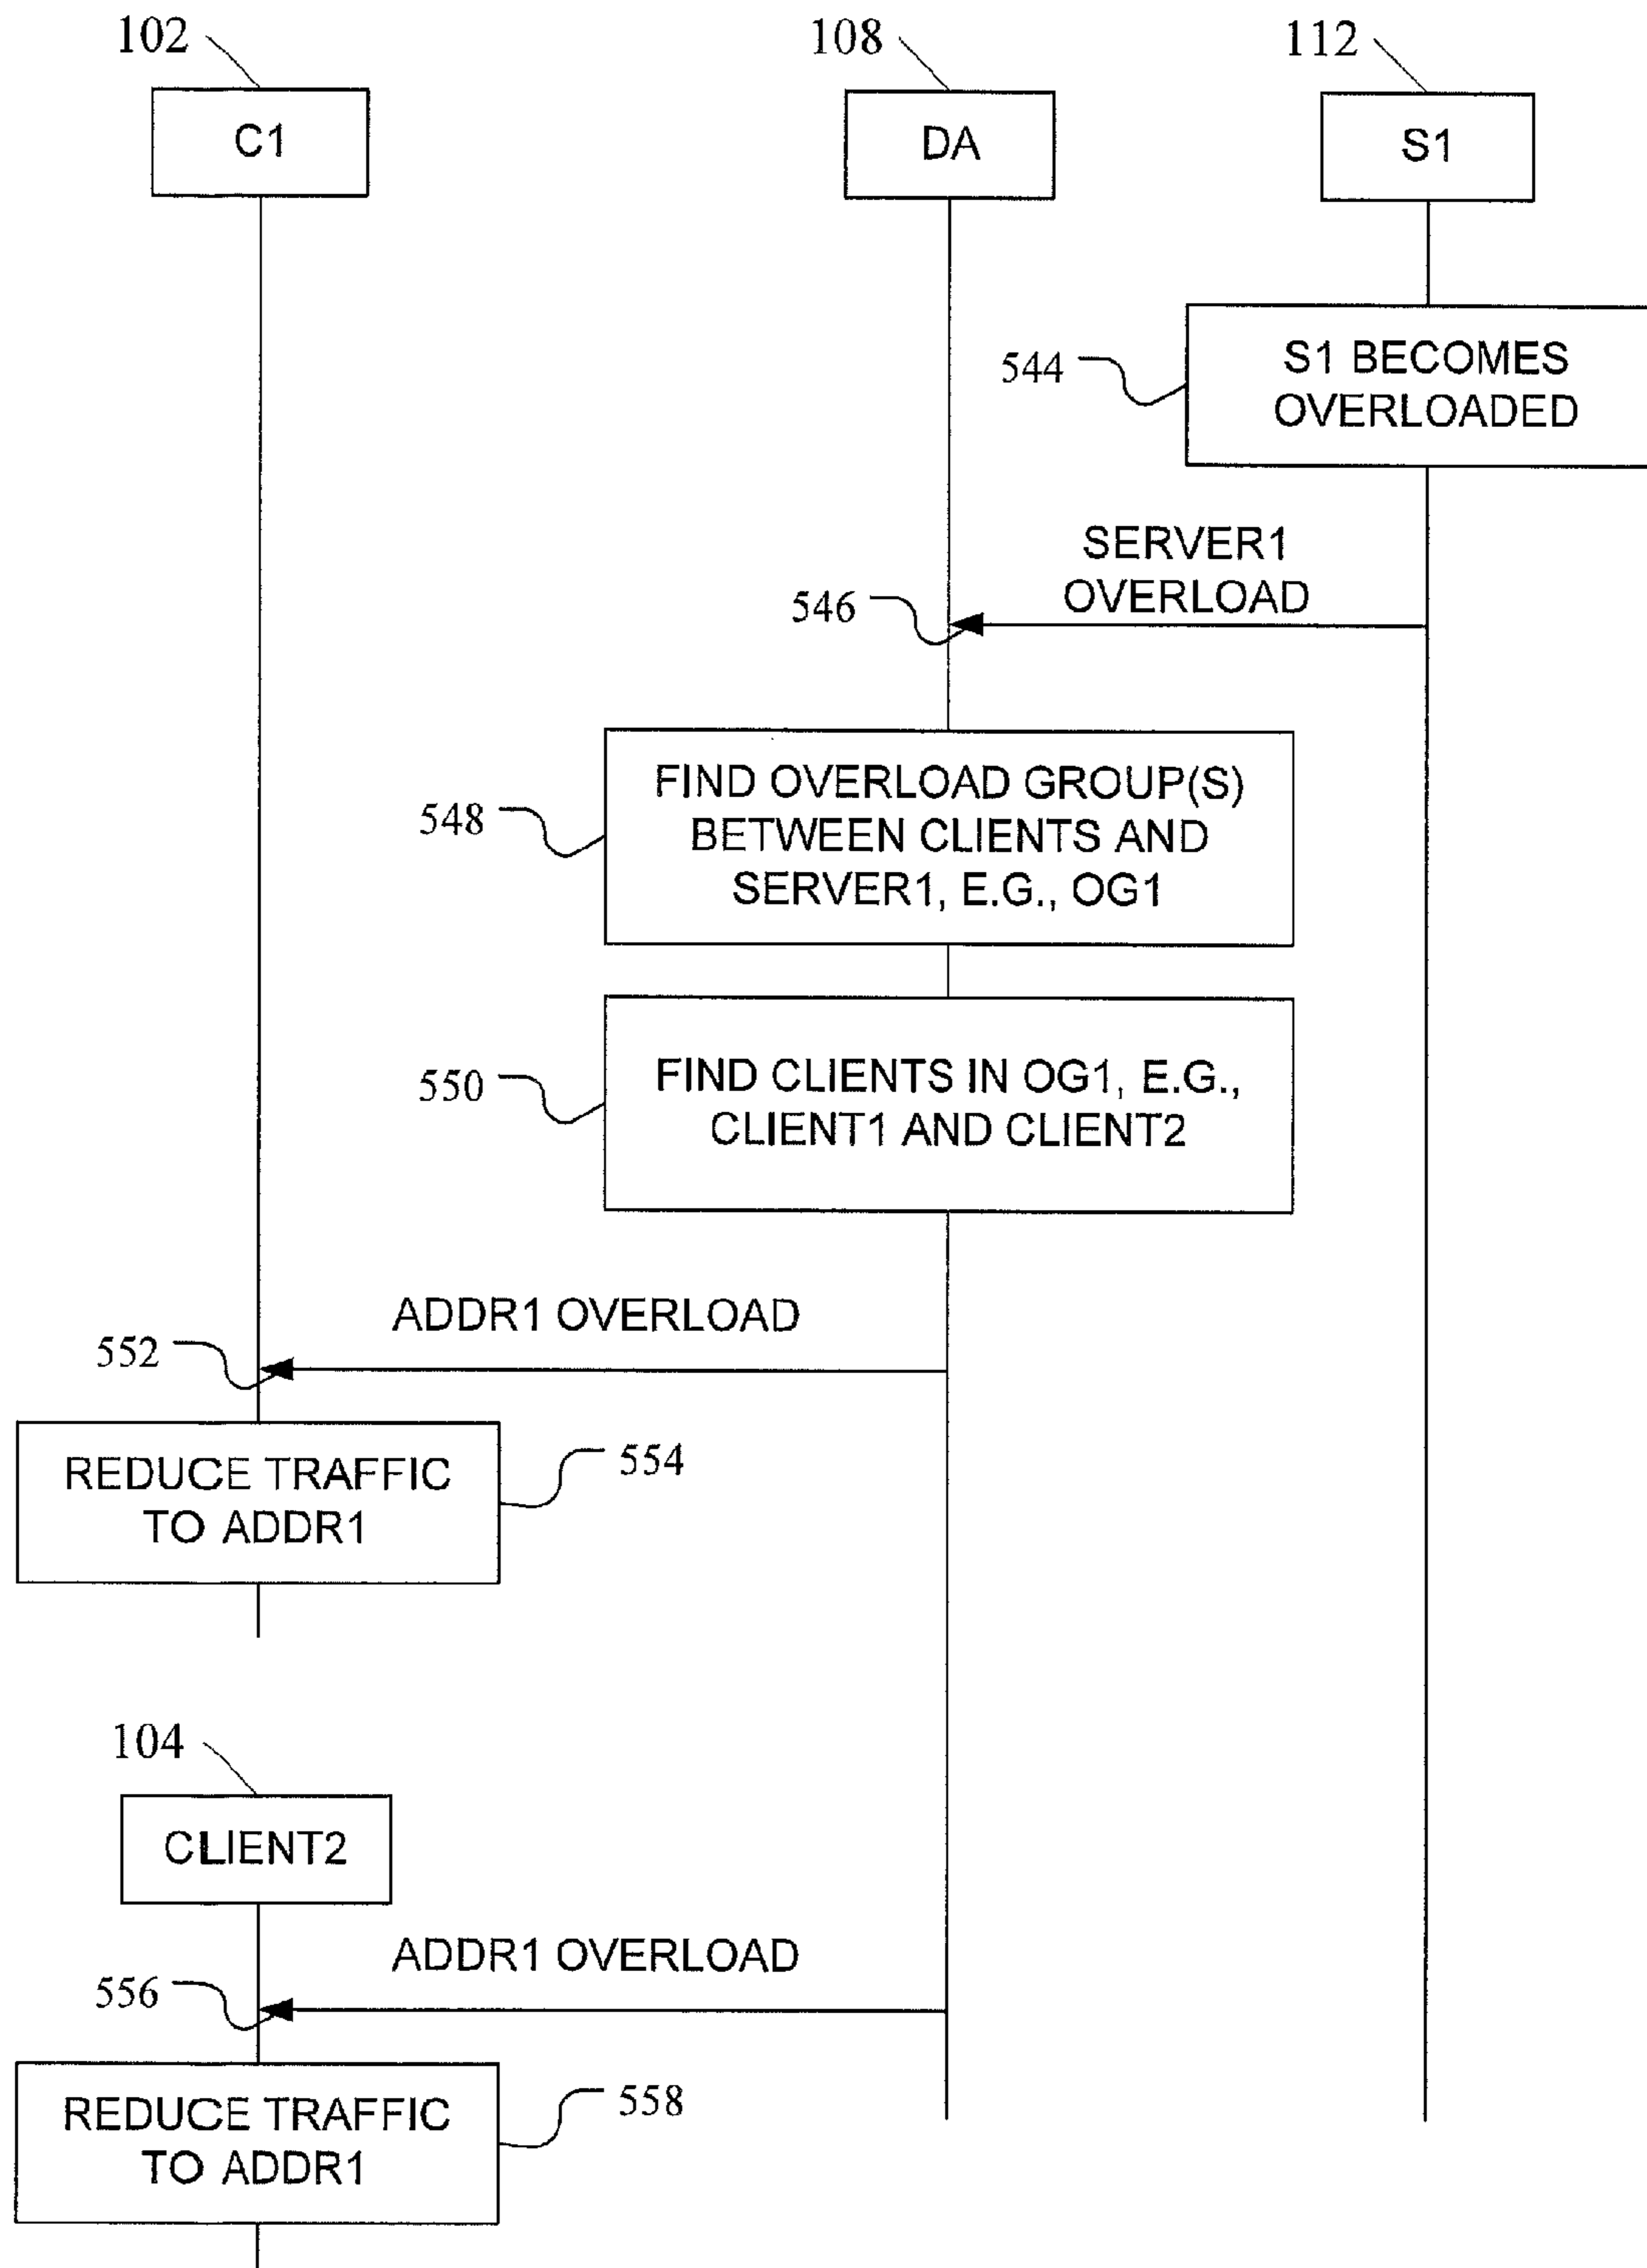 102
108
112
C1
DA
S1
544
S1 BECOMES
OVERLOADED
SERVER1
OVERLOAD
546
548
FIND OVERLOAD GROUP(S)
BETWEEN CLIENTS AND
SERVER1, E.G., OG1
550
FIND CLIENTS IN OG1, E.G.,
CLIENT1 AND CLIENT2
ADDR1 OVERLOAD
552
REDUCE TRAFFIC
TO ADDR1
554
104
CLIENT2
ADDR1 OVERLOAD
556
REDUCE TRAFFIC
TO ADDR1
558